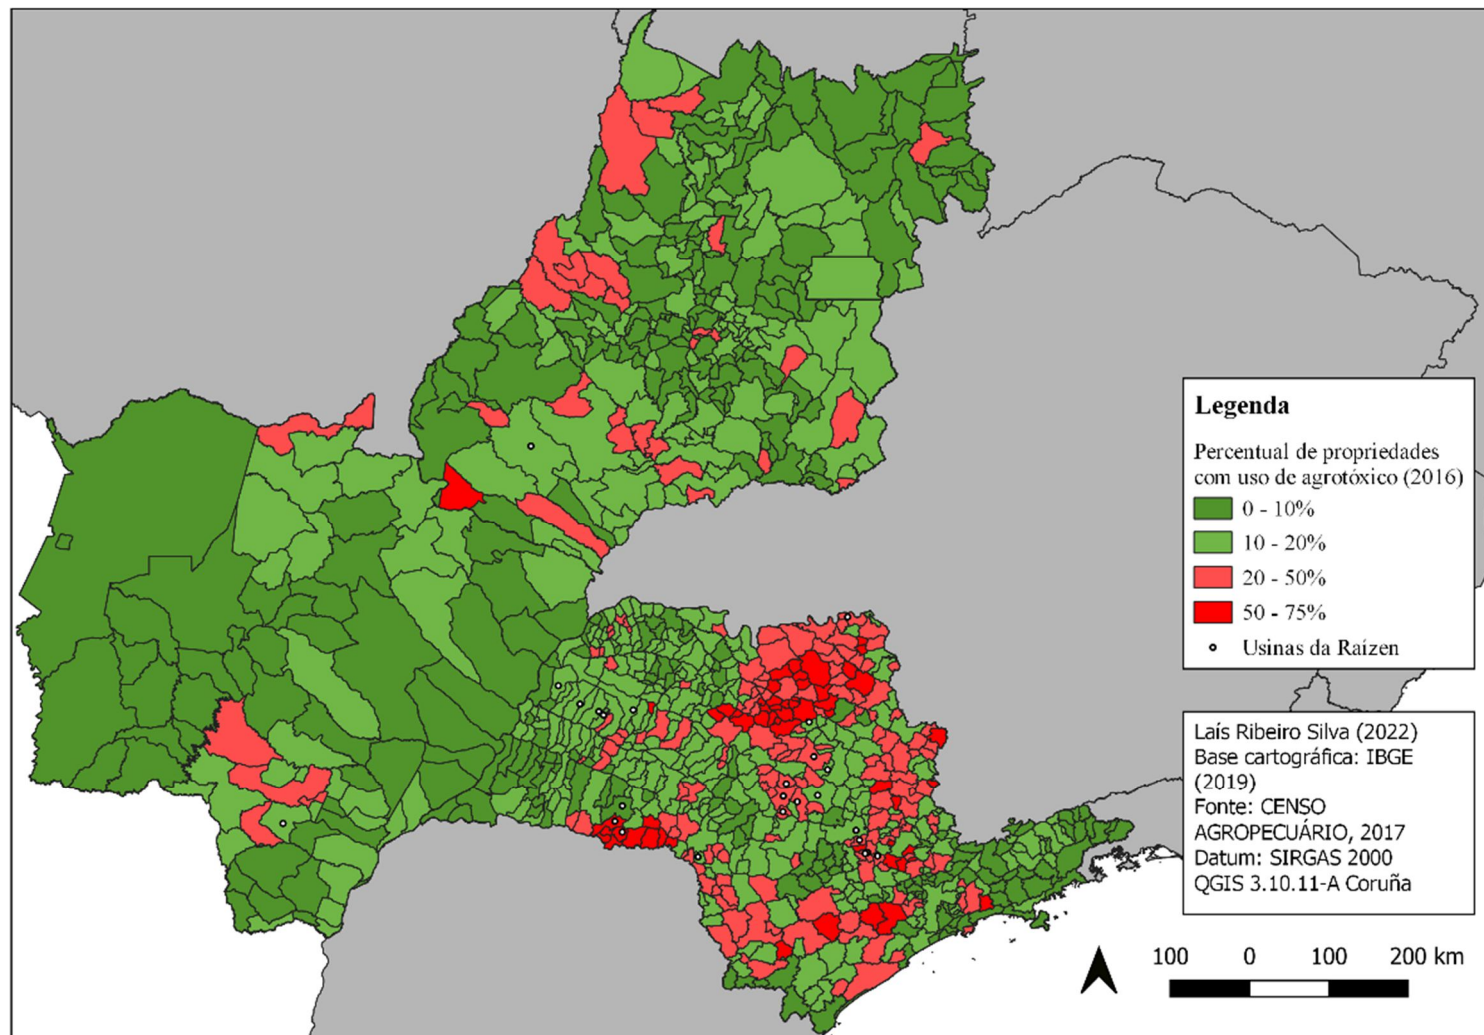 Legenda
Percentual de propriedades
com uso de agrotóxico (2016)
0 - 10%
10 - 20%
20 - 50%
50 - 75%
Usinas da Raízen
Laís Ribeiro Silva (2022)
Base cartográfica: IBGE
(2019)
Fonte: CENSO
AGROPECUÁRIO, 2017
Datum: SIRGAS 2000
QGIS 3.10.11-A Coruña
100 0 100 200 km